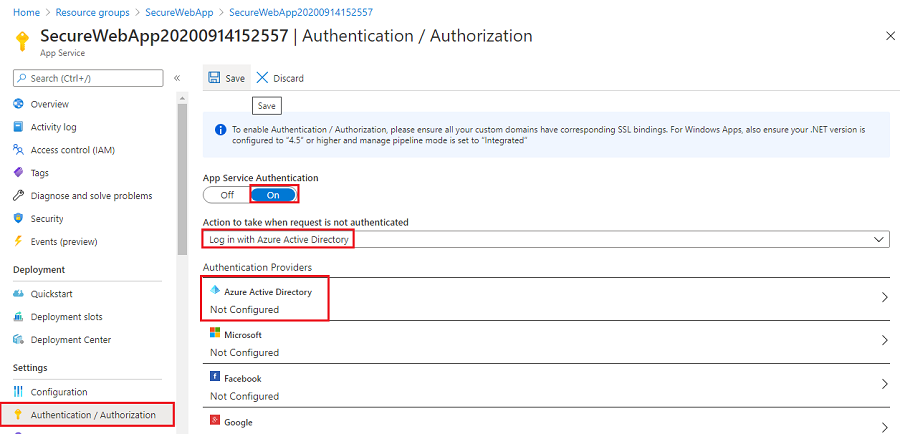 Home > Resource groups > SecureWebApp > SecureWebApp20200914152557
SecureWebApp20200914152557 | Authentication / Authorization
App Service
Search (Ctrl+/)
Overview
Activity log
Access control (IAM)
Tags
Diagnose and solve problems
Security
Events (preview)
Deployment
Quickstart
Deployment slots
Deployment Center
Settings
Configuration
Authentication / Authorization
Save Discard
Save
To enable Authentication / Authorization, please ensure all your custom domains have corresponding SSL bindings. For Windows Apps, also ensure your .NET version is
configured to "4.5" or higher and manage pipeline mode is set to "Integrated"
App Service Authentication
Off On
Action to take when request is not authenticated
Log in with Azure Active Directory
Authentication Providers
Azure Active Directory
Not Configured
Microsoft
Not Configured
Facebook
Not Configured
Google